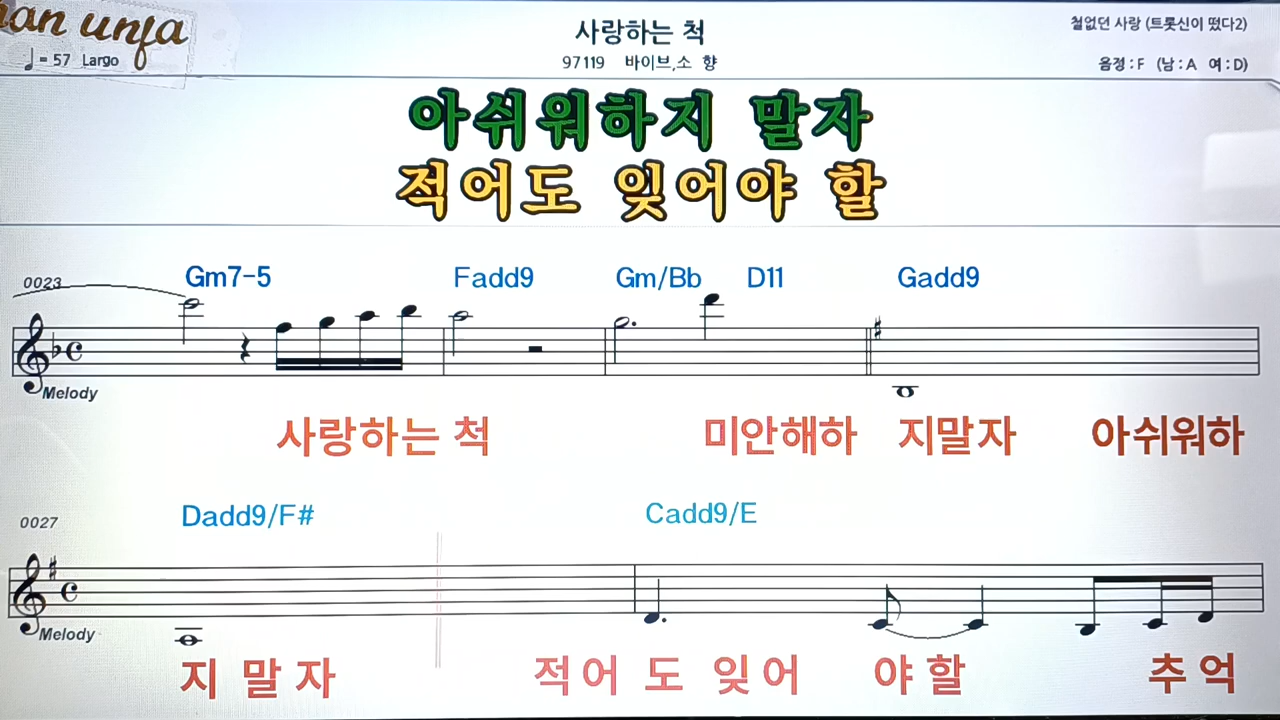 an unja
사랑하는 척
철없던 사랑 (트롯신이 떴다2)
♩= 57 Largo
97119 바이브,소 향
음정 : F (남 : A 여 : D)
아쉬워하지 말자
적어도 잊어야 할
0023 Gm7-5 Fadd9 Gm/Bb D11 Gadd9
Melody
사랑하는 척 미안해하 지말자 아쉬워하
0027 Dadd9/F# Cadd9/E
Melody
지 말 자 적어 도 잊어 야 할 추 억